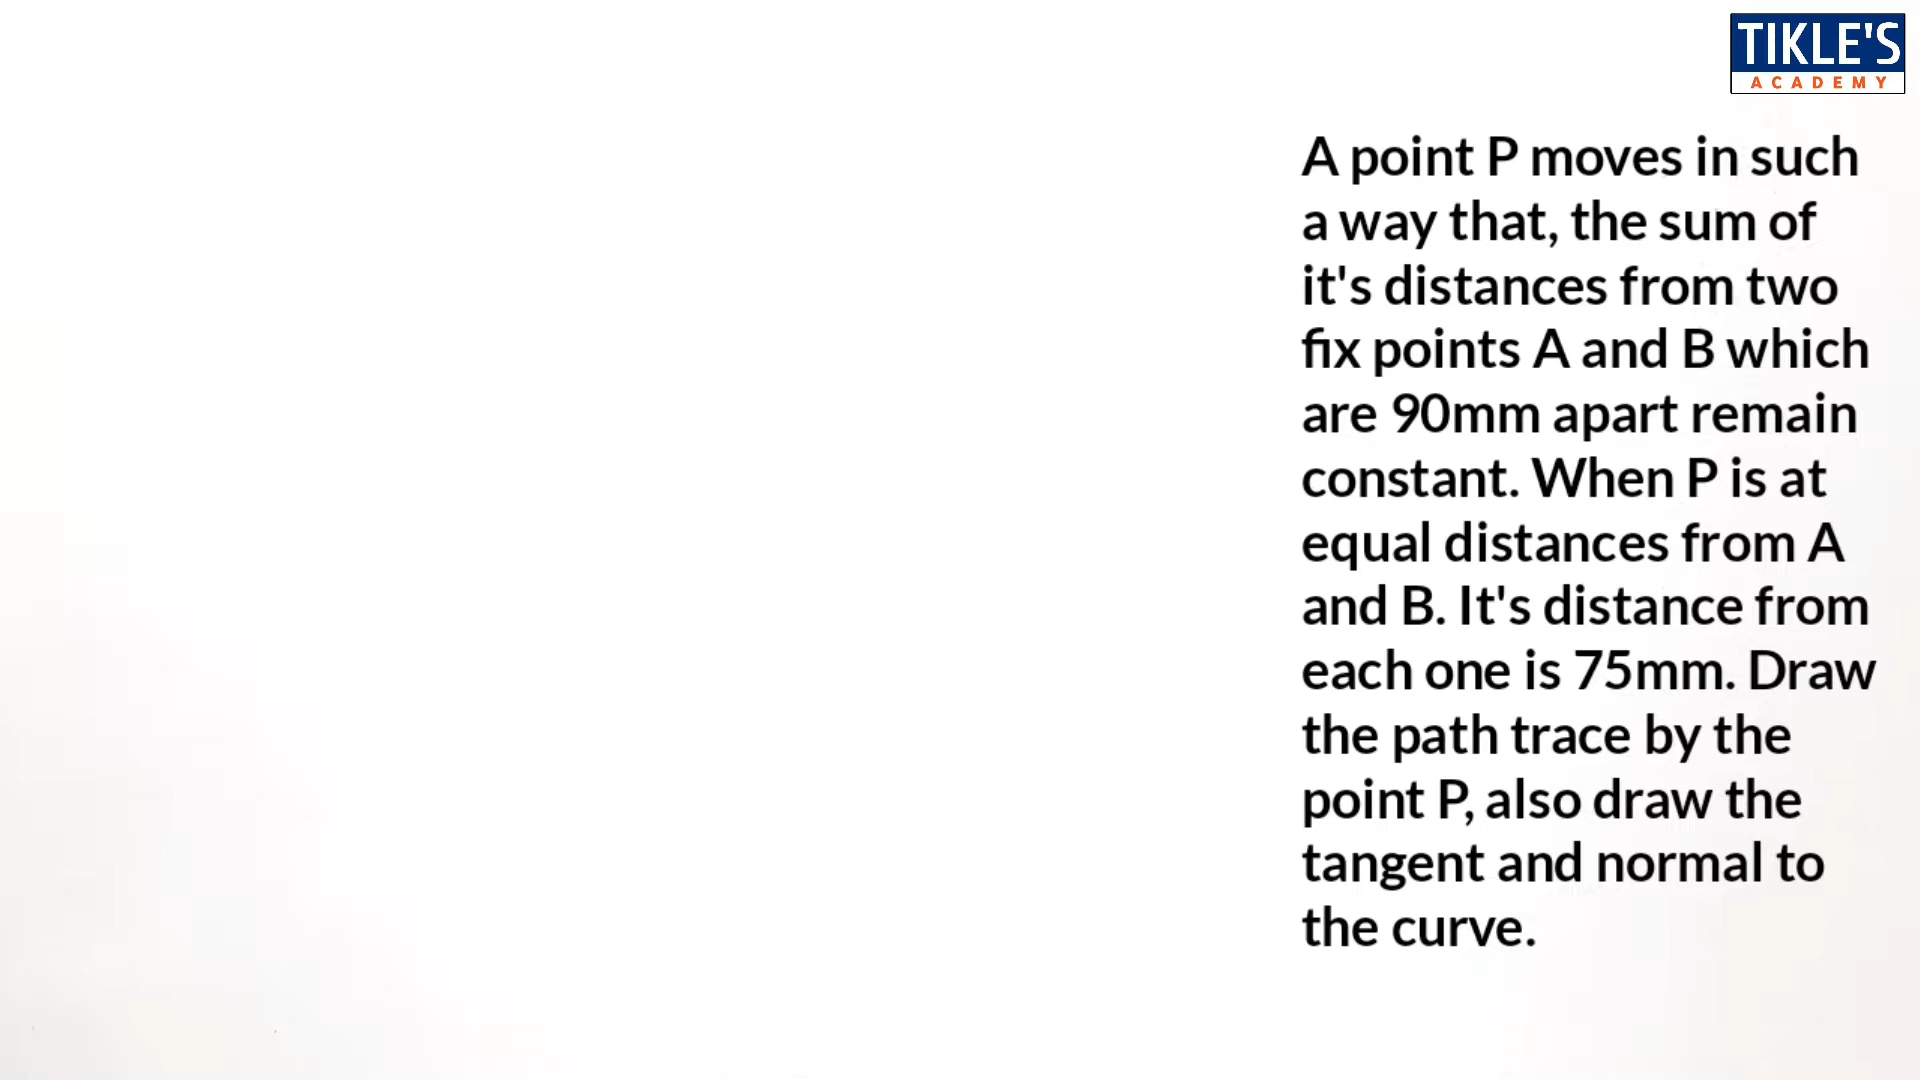 TIKLE'S
ACADEMY
A point P moves in such
a way that, the sum of
it's distances from two
fix points A and B which
are 90mm apart remain
constant. When P is at
equal distances from A
and B. It's distance from
each one is 75mm. Draw
the path trace by the
point P, also draw the
tangent and normal to
the curve.